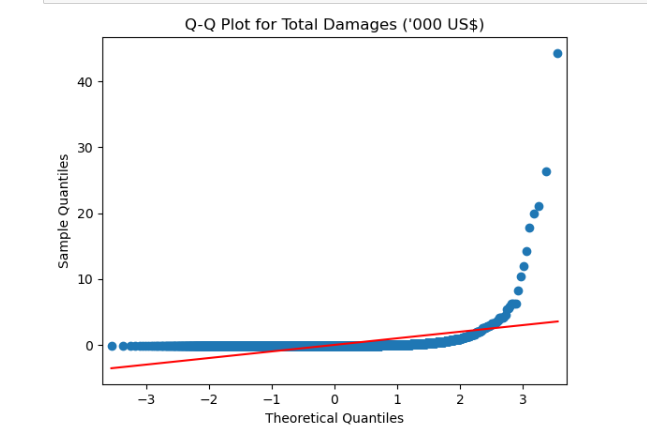 Q-Q Plot for Total Damages ('000 US$)
40
30
20
10
0
Sample Quantiles
−3 −2 −1 0 1 2 3
Theoretical Quantiles